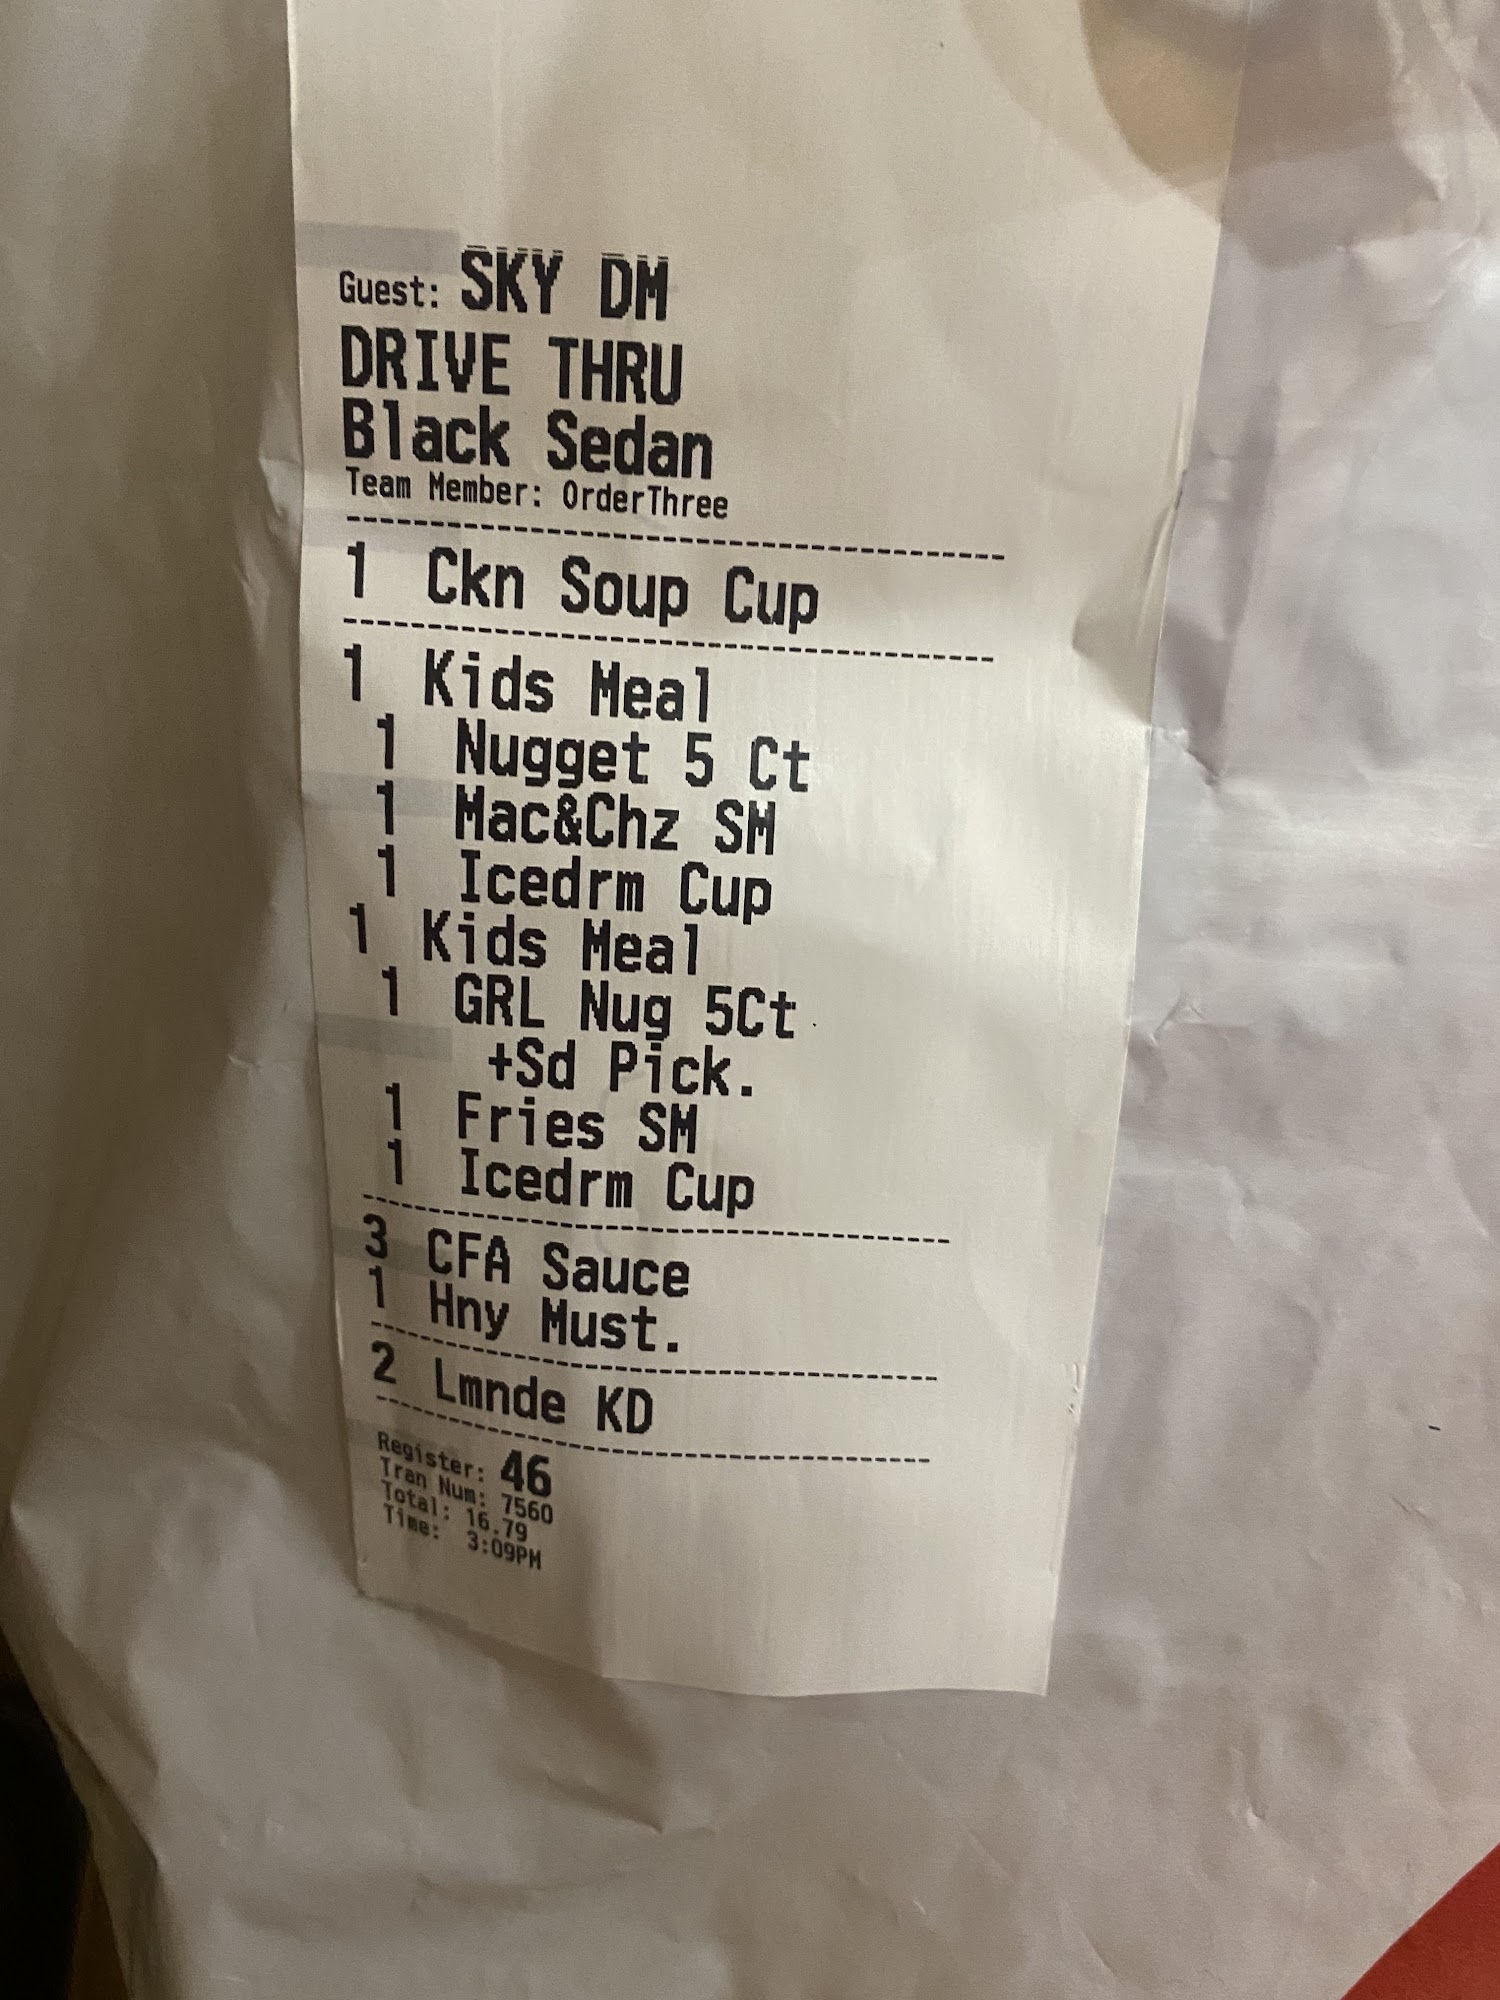 Guest: SKY DM
DRIVE THRU
Black Sedan
Team Member: OrderThree
1 Ckn Soup Cup
1 Kids Meal
1 Nugget 5 Ct
1 Mac&Chz SM
1 Icedrm Cup
1 Kids Meal
1 GRL Nug 5Ct
+Sd Pick.
1 Fries SM
1 Icedrm Cup
3 CFA Sauce
1 Hny Must.
2 Lmnde KD
Register: 46
Tran Num: 7560
Total: 16.79
Time: 3:09PM